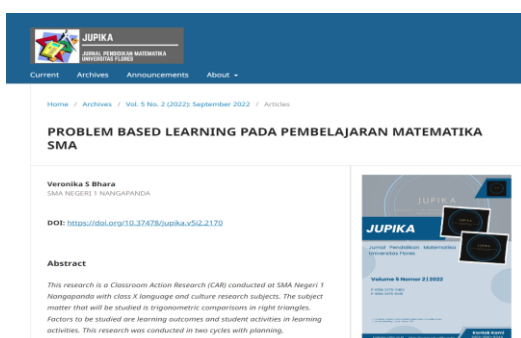 JUPIKA
JURNAL PENDIDIKAN MATEMATIKA
UNIVERSITAS FLORES
Current Archives Announcements About
Home / Archives / Vol. 5 No. 2 (2022): September 2022 / Articles
PROBLEM BASED LEARNING PADA PEMBELAJARAN MATEMATIKA
SMA
Veronika S Bhara
SMA NEGERI 1 NANGAPANDA
DOI: https://doi.org/10.37478/jupika.v5i2.2170
Abstract
This research is a Classroom Action Research (CAR) conducted at SMA Negeri 1
Nangapanda with class X language and culture research subjects. The subject
matter that will be studied is trigonometric comparisons in right triangles.
Factors to be studied are learning outcomes and student activities in learning
activities. This research was conducted in two cycles with planning,
JUPIKA
JUPIKA
Jurnal Pendidikan Matematika
Universitas Flores
Volume 5 Nomor 2 | 2022
Kontak Kami